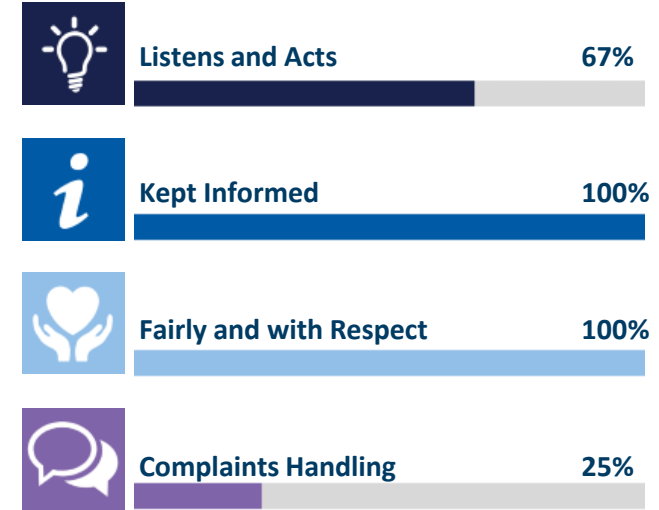 Listens and Acts 67%
Kept Informed 100%
Fairly and with Respect 100%
Complaints Handling 25%